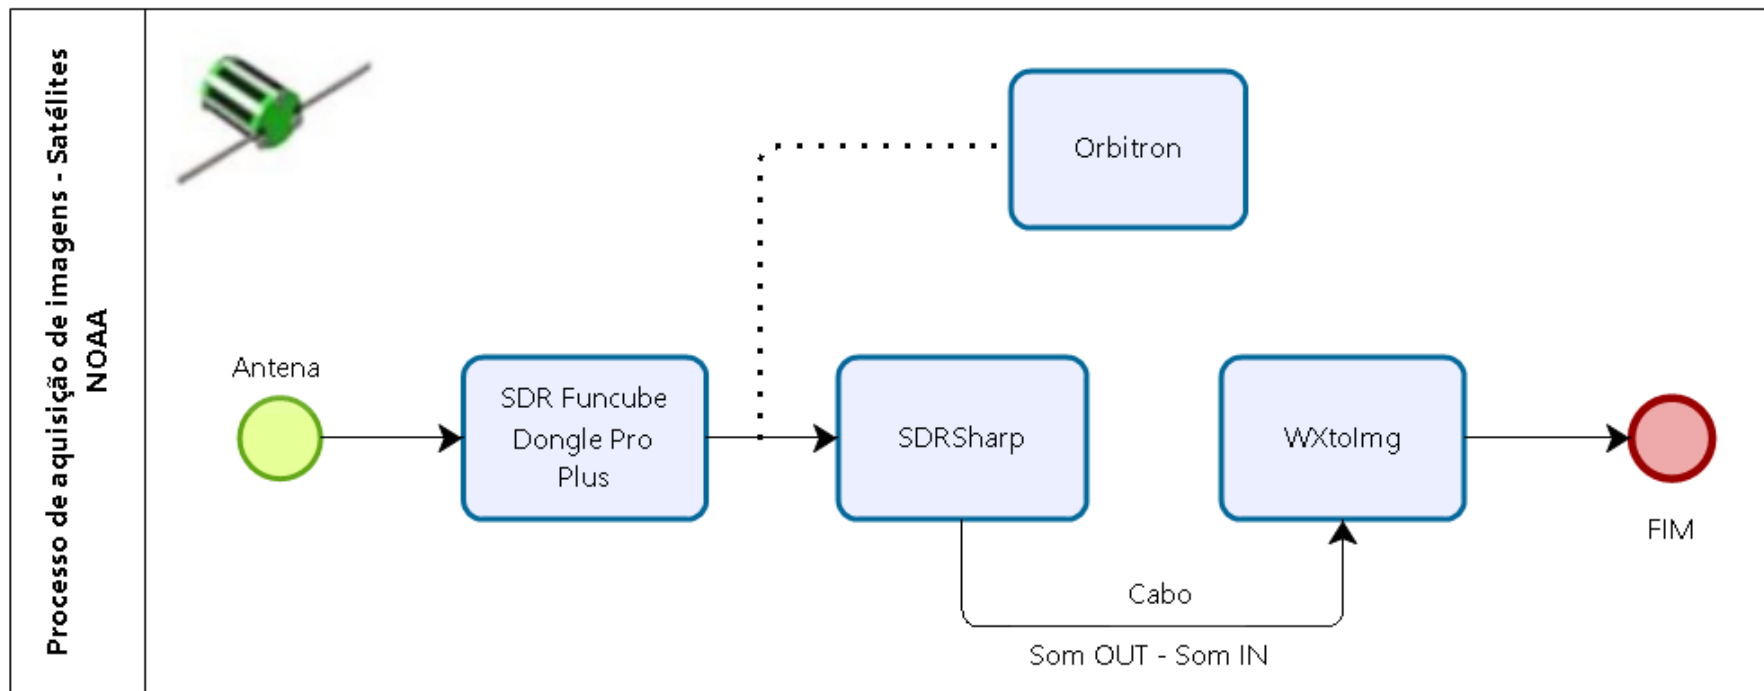 Processo de aquisição de imagens - Satélites
NOAA
Orbitron
Antena
SDR Funcube
Dongle Pro
Plus
SDRSharp
WXtoImg
FIM
Cabo
Som OUT - Som IN